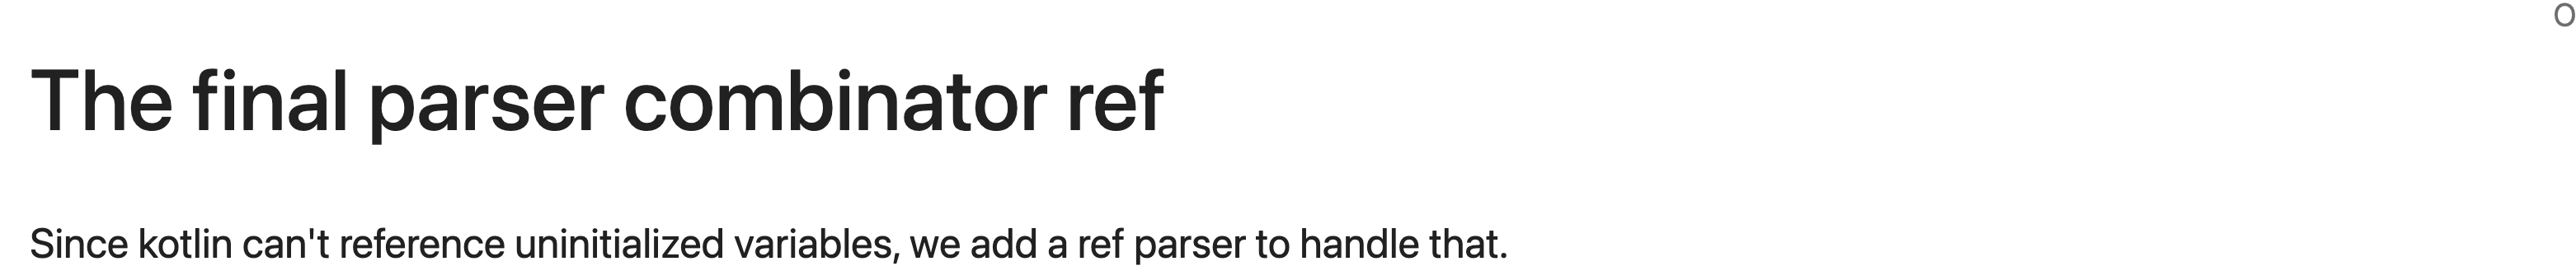 The final parser combinator ref
Since kotlin can't reference uninitialized variables, we add a ref parser to handle that.